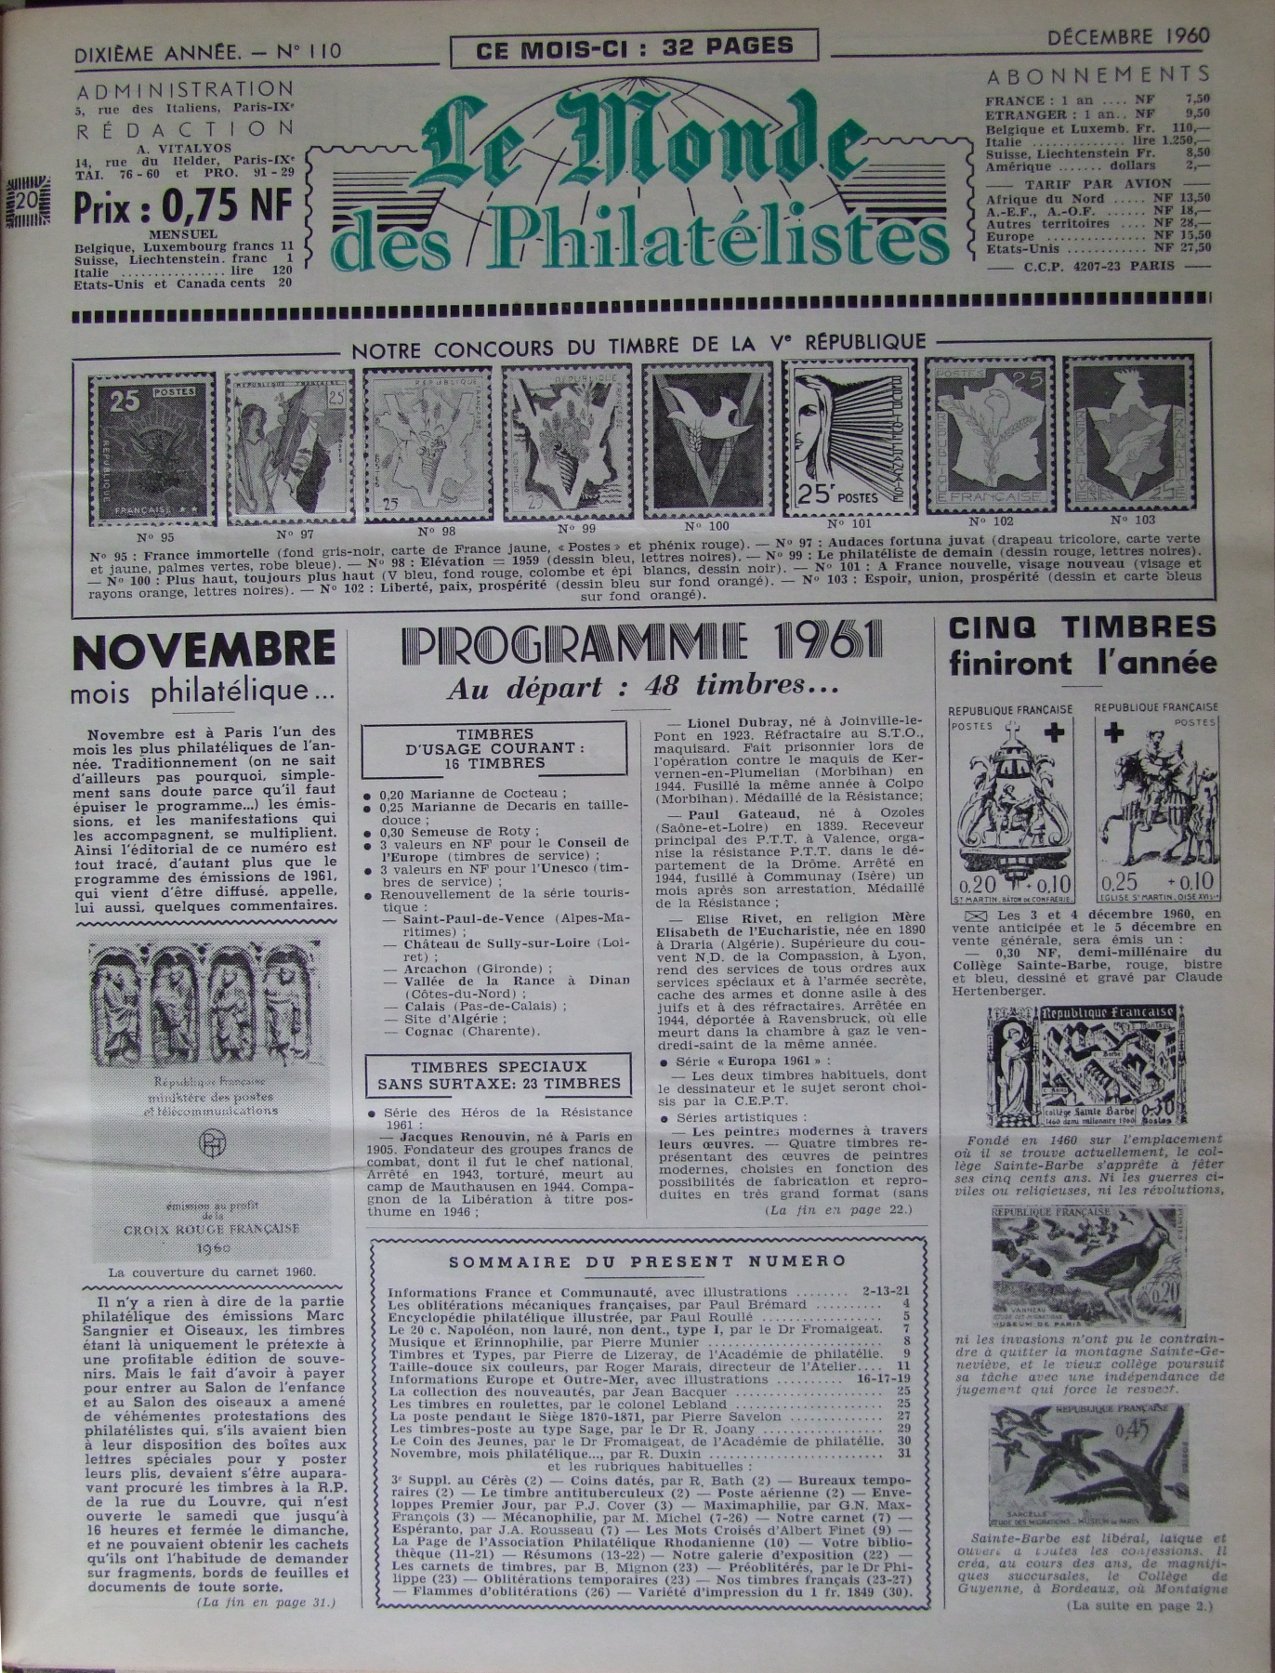 DIXIÈME ANNÉE. — N° 110
CE MOIS-CI : 32 PAGES
DÉCEMBRE 1960
ADMINISTRATION
5, rue des Italiens, Paris-IXe
RÉDACTION
A. VITALYOS
14, rue du Helder, Paris-IXe
TAI. 76-60 et PRO. 91-29
20
Prix : 0,75 NF
MENSUEL
Belgique, Luxembourg francs 11
Suisse, Liechtenstein. franc 1
Italie ............... lire 120
Etats-Unis et Canada cents 20
Le Monde
des Philatélistes
ABONNEMENTS
FRANCE : 1 an .... NF 7,50
ETRANGER : 1 an.. NF 9,50
Belgique et Luxemb. Fr. 110,—
Italie .............. lire 1.250,—
Suisse, Liechtenstein Fr. 8,50
Amérique ....... dollars 2,—
— TARIF PAR AVION —
Afrique du Nord ..... NF 13,50
A.-E.F., A.-O.F. ...... NF 18,—
Autres territoires .... NF 28,—
Europe ............... NF 15,50
Etats-Unis ........... NF 27,50
— C.C.P. 4207-23 PARIS —
NOTRE CONCOURS DU TIMBRE DE LA Ve RÉPUBLIQUE
25 POSTES
RÉPUBLIQUE
FRANÇAISE
25
25
25
25F POSTES
POSTES 25
FRANÇAISE
N° 95
N° 97
N° 98
N° 99
N° 100
N° 101
N° 102
N° 103
N° 95 : France immortelle (fond gris-noir, carte de France jaune, « Postes » et phénix rouge). — N° 97 : Audaces fortuna juvat (drapeau tricolore, carte verte
et jaune, palmes vertes, robe bleue). — N° 98 : Elévation = 1959 (dessin bleu, lettres noires). — N° 99 : Le philatéliste de demain (dessin rouge, lettres noires).
— N° 100 : Plus haut, toujours plus haut (V bleu, fond rouge, colombe et épi blancs, dessin noir). — N° 101 : A France nouvelle, visage nouveau (visage et
rayons orange, lettres noires). — N° 102 : Liberté, paix, prospérité (dessin bleu sur fond orangé). — N° 103 : Espoir, union, prospérité (dessin et carte bleus
sur fond orangé).
NOVEMBRE
mois philatélique...
Novembre est à Paris l'un des
mois les plus philatéliques de l'an-
née. Traditionnement (on ne sait
d'ailleurs pas pourquoi, simple-
ment sans doute parce qu'il faut
épuiser le programme...) les émis-
sions, et les manifestations qui
les accompagnent, se multiplient.
Ainsi l'éditorial de ce numéro est
tout tracé, d'autant plus que le
programme des émissions de 1961,
qui vient d'être diffusé, appelle,
lui aussi, quelques commentaires.
République Française
ministère des postes
et télécommunications
émission au profit
de la
CROIX ROUGE FRANÇAISE
1960
La couverture du carnet 1960.
Il n'y a rien à dire de la partie
philatélique des émissions Marc
Sangnier et Oiseaux, les timbres
étant là uniquement le prétexte à
une profitable édition de souve-
nirs. Mais le fait d'avoir à payer
pour entrer au Salon de l'enfance
et au Salon des oiseaux a amené
de véhémentes protestations des
philatélistes qui, s'ils avaient bien
à leur disposition des boîtes aux
lettres spéciales pour y poster
leurs plis, devaient s'être aupara-
vant procuré les timbres à la R.P.
de la rue du Louvre, qui n'est
ouverte le samedi que jusqu'à
16 heures et fermée le dimanche,
et ne pouvaient obtenir les cachets
qu'ils ont l'habitude de demander
sur fragments, bords de feuilles et
documents de toute sorte.
(La fin en page 31.)
PROGRAMME 1961
Au départ : 48 timbres...
TIMBRES
D'USAGE COURANT :
16 TIMBRES
● 0,20 Marianne de Cocteau ;
● 0,25 Marianne de Decaris en taille-
douce ;
● 0,30 Semeuse de Roty ;
● 3 valeurs en NF pour le Conseil de
l'Europe (timbres de service) ;
● 3 valeurs en NF pour l'Unesco (tim-
bres de service) ;
● Renouvellement de la série touris-
tique :
— Saint-Paul-de-Vence (Alpes-Ma-
ritimes) ;
— Château de Sully-sur-Loire (Loi-
ret) ;
— Arcachon (Gironde) ;
— Vallée de la Rance à Dinan
(Côtes-du-Nord) ;
— Calais (Pas-de-Calais) ;
— Site d'Algérie ;
— Cognac (Charente).
TIMBRES SPECIAUX
SANS SURTAXE: 23 TIMBRES
● Série des Héros de la Résistance
1961 :
— Jacques Renouvin, né à Paris en
1905. Fondateur des groupes francs de
combat, dont il fut le chef national.
Arrêté en 1943, torturé, meurt au
camp de Mauthausen en 1944. Compa-
gnon de la Libération à titre pos-
thume en 1946 ;
— Lionel Dubray, né à Joinville-le-
Pont en 1923. Réfractaire au S.T.O.,
maquisard. Fait prisonnier lors de
l'opération contre le maquis de Ker-
vernen-en-Plumelian (Morbihan) en
1944. Fusillé la même année à Colpo
(Morbihan). Médaillé de la Résistance;
— Paul Gateaud, né à Ozoles
(Saône-et-Loire) en 1889. Receveur
principal des P.T.T. à Valence, orga-
nise la résistance P.T.T. dans le dé-
partement de la Drôme. Arrêté en
1944, fusillé à Communay (Isère) un
mois après son arrestation. Médaillé
de la Résistance ;
— Elise Rivet, en religion Mère
Elisabeth de l'Eucharistie, née en 1890
à Draria (Algérie). Supérieure du cou-
vent N.D. de la Compassion, à Lyon,
rend des services de tous ordres aux
services spéciaux et à l'armée secrète,
cache des armes et donne asile à des
juifs et à des réfractaires. Arrêtée en
1944, déportée à Ravensbruck, où elle
meurt dans la chambre à gaz le ven-
dredi-saint de la même année.
● Série « Europa 1961 » :
— Les deux timbres habituels, dont
le dessinateur et le sujet seront choi-
sis par la C.E.P.T.
● Séries artistiques :
— Les peintres modernes à travers
leurs œuvres. — Quatre timbres re-
présentant des œuvres de peintres
modernes, choisies en fonction des
possibilités de fabrication et repro-
duites en très grand format (sans
(La fin en page 22.)
SOMMAIRE DU PRESENT NUMERO
Informations France et Communauté, avec illustrations ........ 2-13-21
Les oblitérations mécaniques françaises, par Paul Brémard .......... 4
Encyclopédie philatélique illustrée, par Paul Roullé ................ 5
Le 20 c. Napoléon, non lauré, non dent., type I, par le Dr Fromaigeat. 7
Musique et Erinnophilie, par Pierre Munier ...................... 8
Timbres et Types, par Pierre de Lizeray, de l'Académie de philatélie. 9
Taille-douce six couleurs, par Roger Marais, directeur de l'Atelier.... 11
Informations Europe et Outre-Mer, avec illustrations .......... 16-17-19
La collection des nouveautés, par Jean Bacquer .................... 25
Les timbres en roulettes, par le colonel Lebland .................... 25
La poste pendant le Siège 1870-1871, par Pierre Savelon ............. 27
Les timbres-poste au type Sage, par le Dr R. Joany .................. 29
Le Coin des Jeunes, par le Dr Fromaigeat, de l'Académie de philatélie. 30
Novembre, mois philatélique..., par R. Duxin ........................ 31
et les rubriques habituelles :
3e Suppl. au Cérès (2) — Coins datés, par R. Bath (2) — Bureaux tempo-
raires (2) — Le timbre antituberculeux (2) — Poste aérienne (2) — Enve-
loppes Premier Jour, par P.J. Cover (3) — Maximaphilie, par G.N. Max-
François (3) — Mécanophilie, par M. Michel (7-26) — Notre carnet (7) —
Espéranto, par J.A. Rousseau (7) — Les Mots Croisés d'Albert Finet (9) —
La Page de l'Association Philatélique Rhodanienne (10) — Votre biblio-
thèque (11-21) — Résumons (13-22) — Notre galerie d'exposition (22) —
Les carnets de timbres, par B. Mignon (23) — Préoblitérés, par le Dr Phi-
lippe (23) — Oblitérations temporaires (23) — Nos timbres français (23-27)
— Flammes d'oblitérations (26) — Variété d'impression du 1 fr. 1849 (30).
CINQ TIMBRES
finiront l'année
REPUBLIQUE FRANÇAISE
POSTES
0.20 + 0.10
ST MARTIN. BÂTON DE CONFRÉRIE.
REPUBLIQUE FRANÇAISE
POSTES
0.25 + 0.10
EGLISE ST MARTIN. OISE
Les 3 et 4 décembre 1960, en
vente anticipée et le 5 décembre en
vente générale, sera émis un :
— 0,30 NF, demi-millénaire du
Collège Sainte-Barbe, rouge, bistre
et bleu, dessiné et gravé par Claude
Hertenberger.
République Française
collège Sainte Barbe
1460 demi millénaire 1960
0.30
Postes
Fondé en 1460 sur l'emplacement
où il se trouve actuellement, le col-
lège Sainte-Barbe s'apprête à fêter
ses cinq cents ans. Ni les guerres ci-
viles ou religieuses, ni les révolutions,
REPUBLIQUE FRANÇAISE
0.20
VANNEAU
ETUDE DES MIGRATIONS
MUSEUM DE PARIS
ni les invasions n'ont pu le contrain-
dre à quitter la montagne Sainte-Ge-
neviève, et le vieux collège poursuit
sa tâche avec une indépendance de
jugement qui force le respect.
REPUBLIQUE FRANÇAISE
0,45
SARCELLES
ETUDE DES MIGRATIONS - MUSEUM DE PARIS
Sainte-Barbe est libéral, laïque et
ouvert à toutes les confessions. Il
créa, au cours des ans, de magnifi-
ques succursales, le Collège de
Guyenne, à Bordeaux, où Montaigne
(La suite en page 2.)